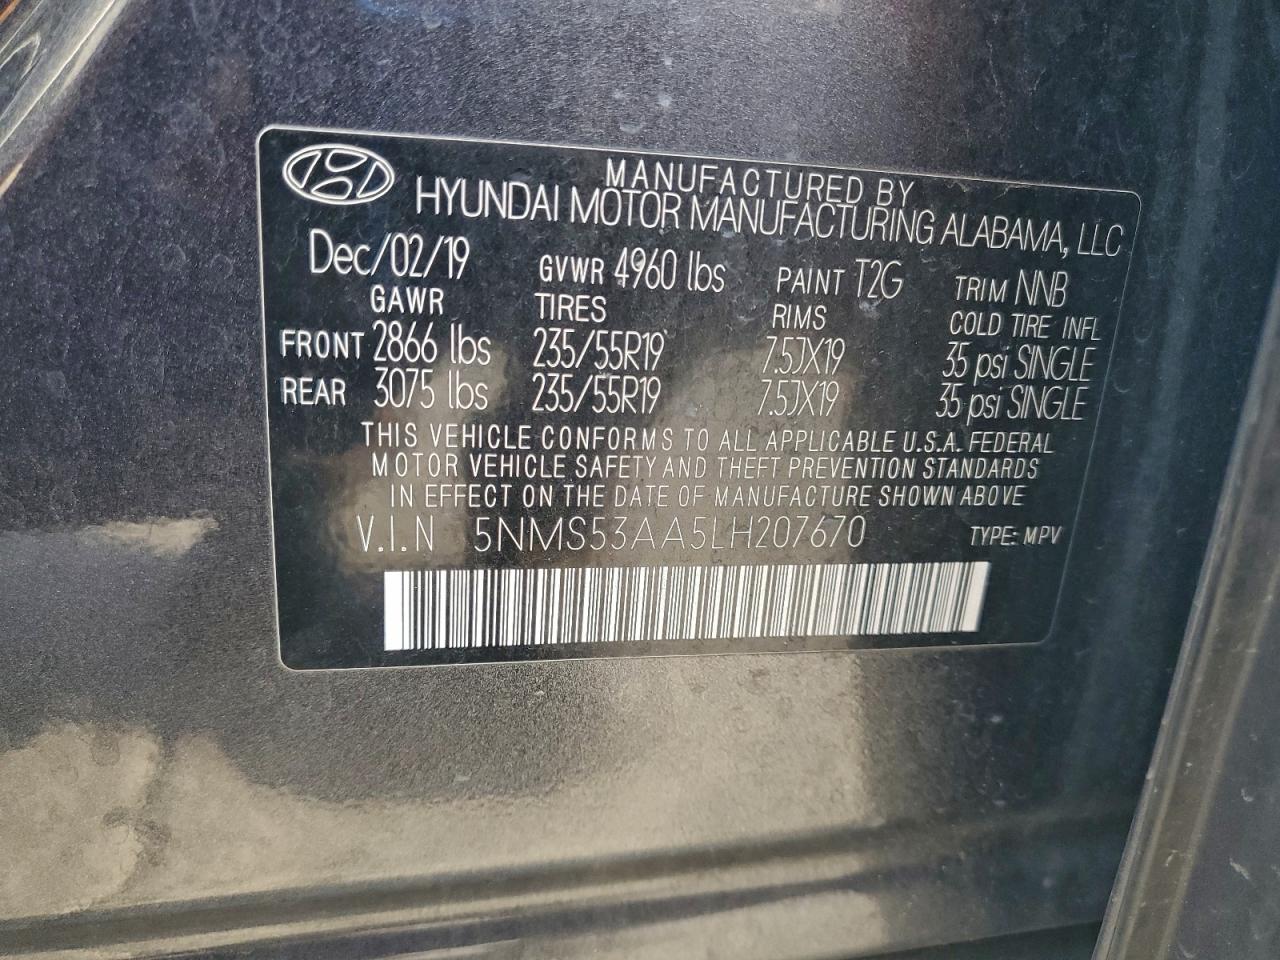 MANUFACTURED BY
HYUNDAI MOTOR MANUFACTURING ALABAMA, LLC
Dec/02/19 GVWR 4960 lbs PAINT T2G TRIM NNB
GAWR TIRES RIMS COLD TIRE INFL
FRONT 2866 lbs 235/55R19 7.5JX19 35 psi SINGLE
REAR 3075 lbs 235/55R19 7.5JX19 35 psi SINGLE
THIS VEHICLE CONFORMS TO ALL APPLICABLE U.S.A. FEDERAL
MOTOR VEHICLE SAFETY AND THEFT PREVENTION STANDARDS
IN EFFECT ON THE DATE OF MANUFACTURE SHOWN ABOVE
V.I.N 5NMS53AA5LH207670 TYPE: MPV